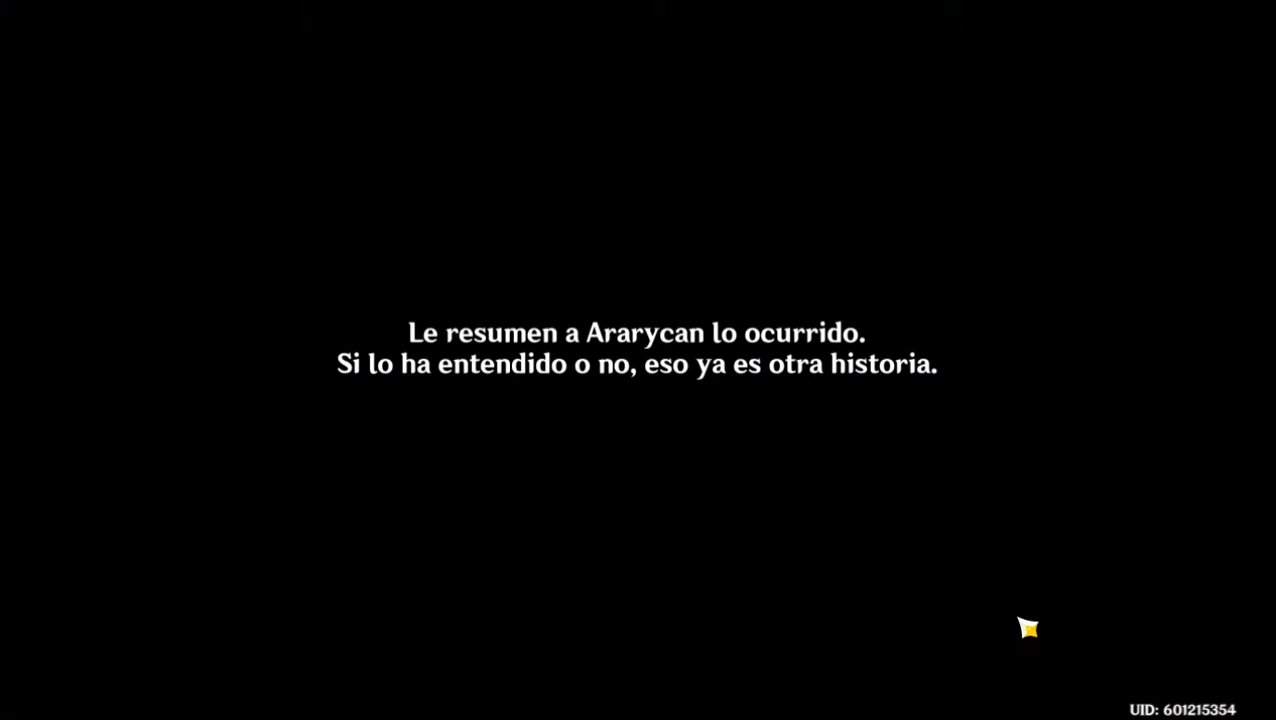 Le resumen a Ararycan lo ocurrido.
Si lo ha entendido o no, eso ya es otra historia.
UID: 601215354